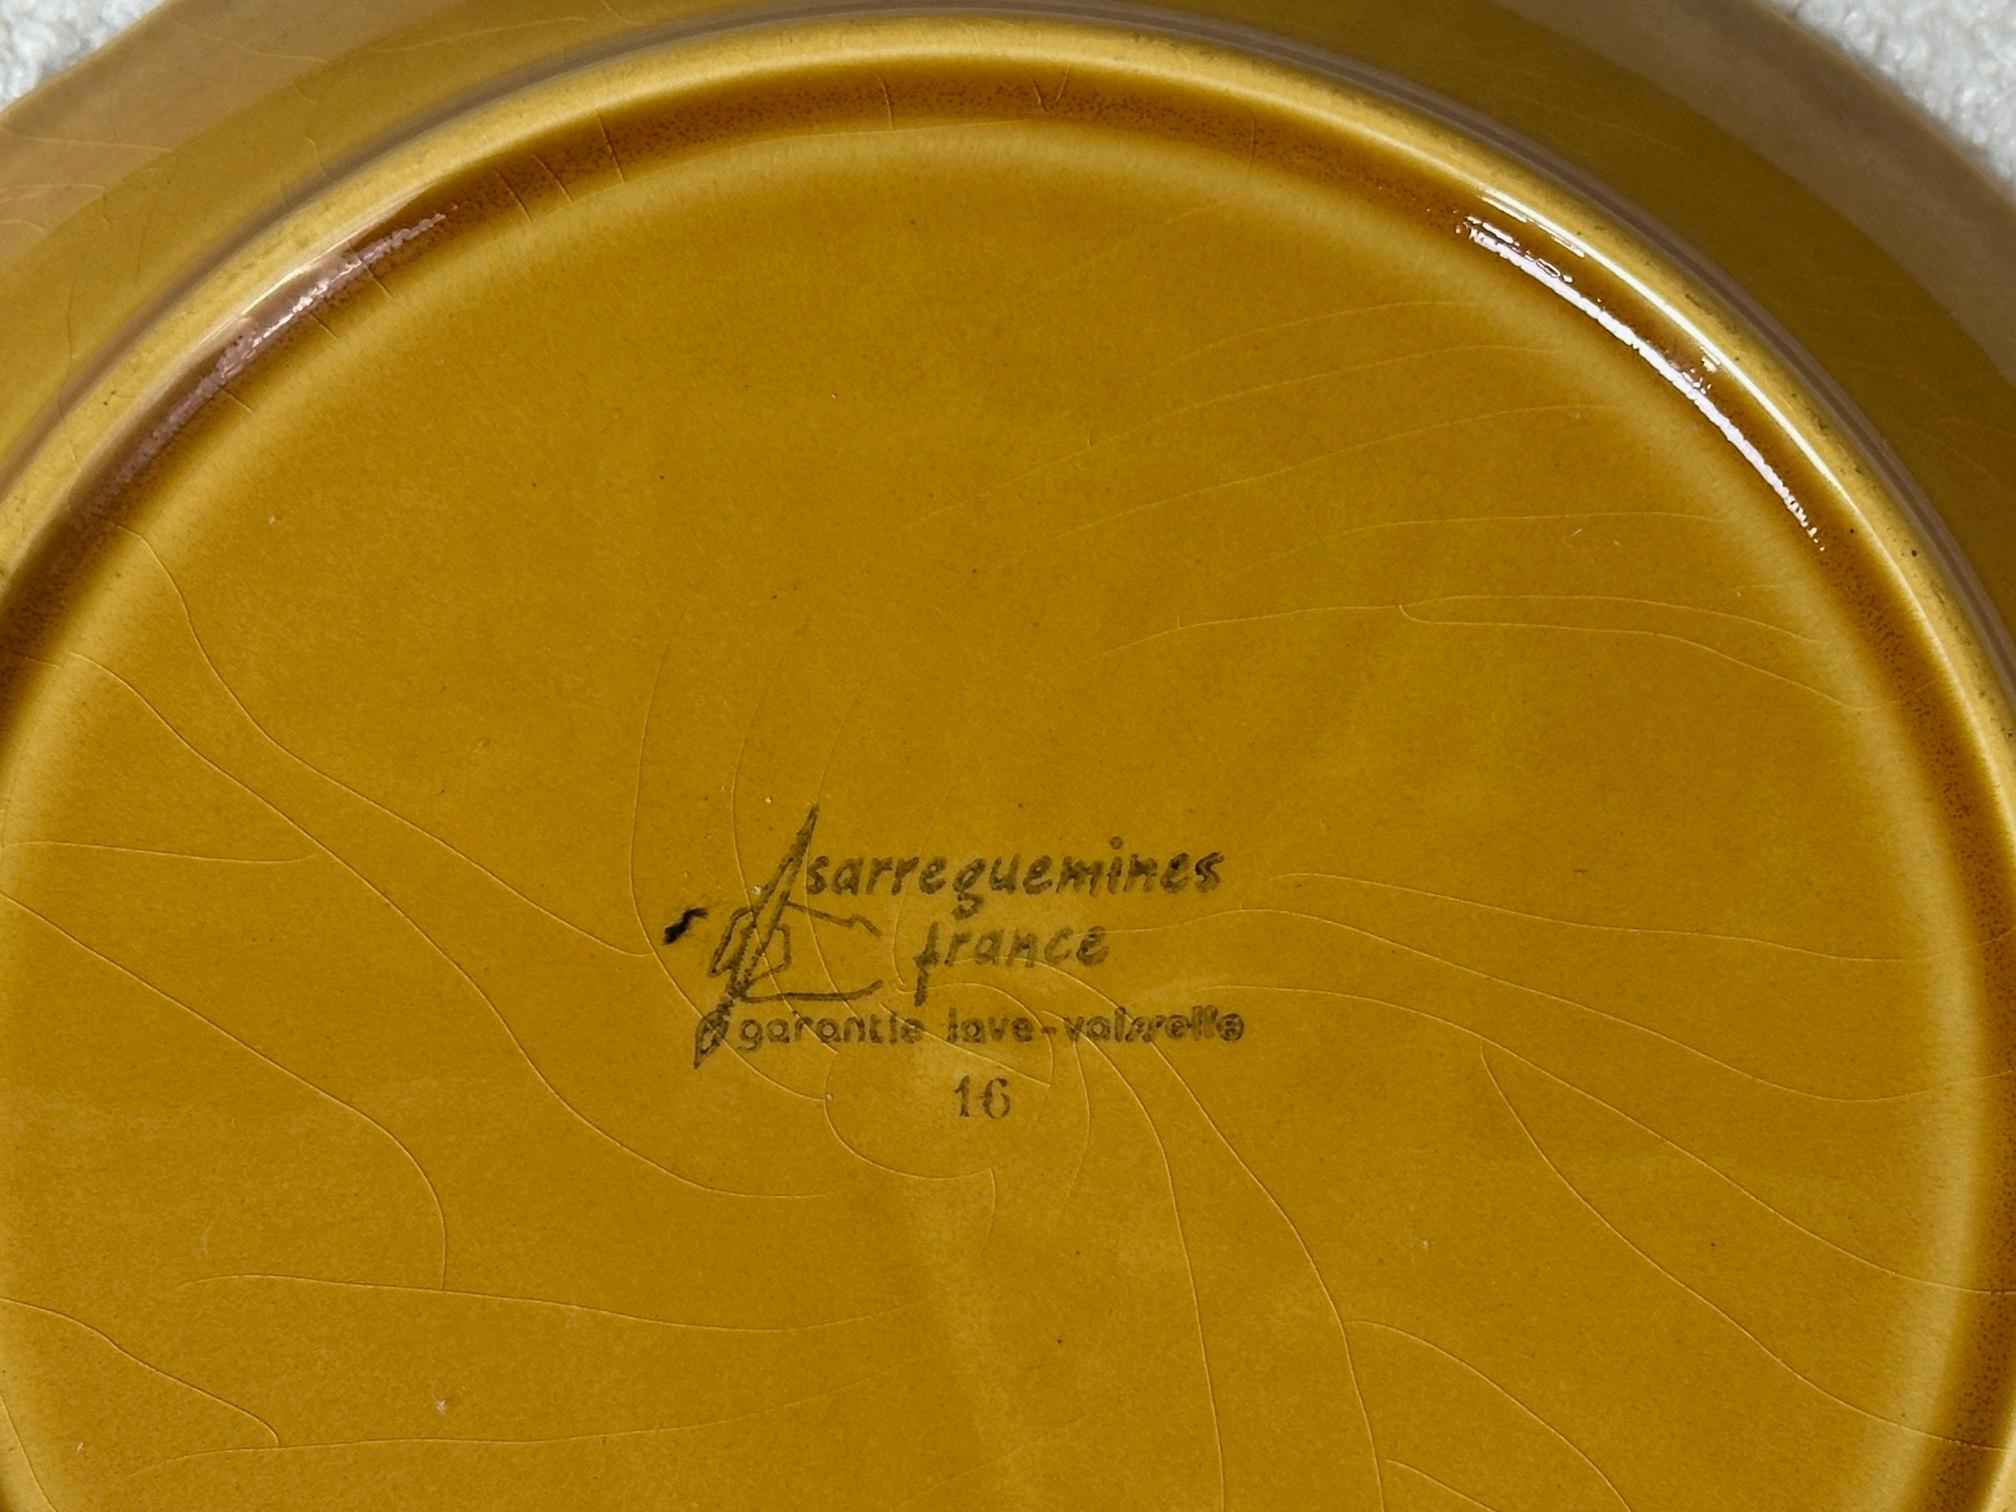 sarreguemines
france
garantie lave-vaisselle
16